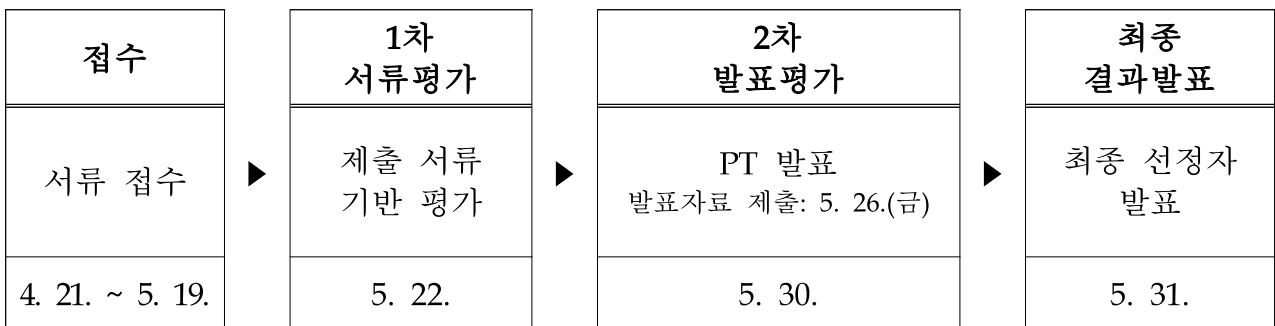 접수
서류 접수
4. 21. ~ 5. 19.
▶
1차
서류평가
제출 서류
기반 평가
5. 22.
▶
2차
발표평가
PT 발표
발표자료 제출: 5. 26.(금)
5. 30.
▶
최종
결과발표
최종 선정자
발표
5. 31.